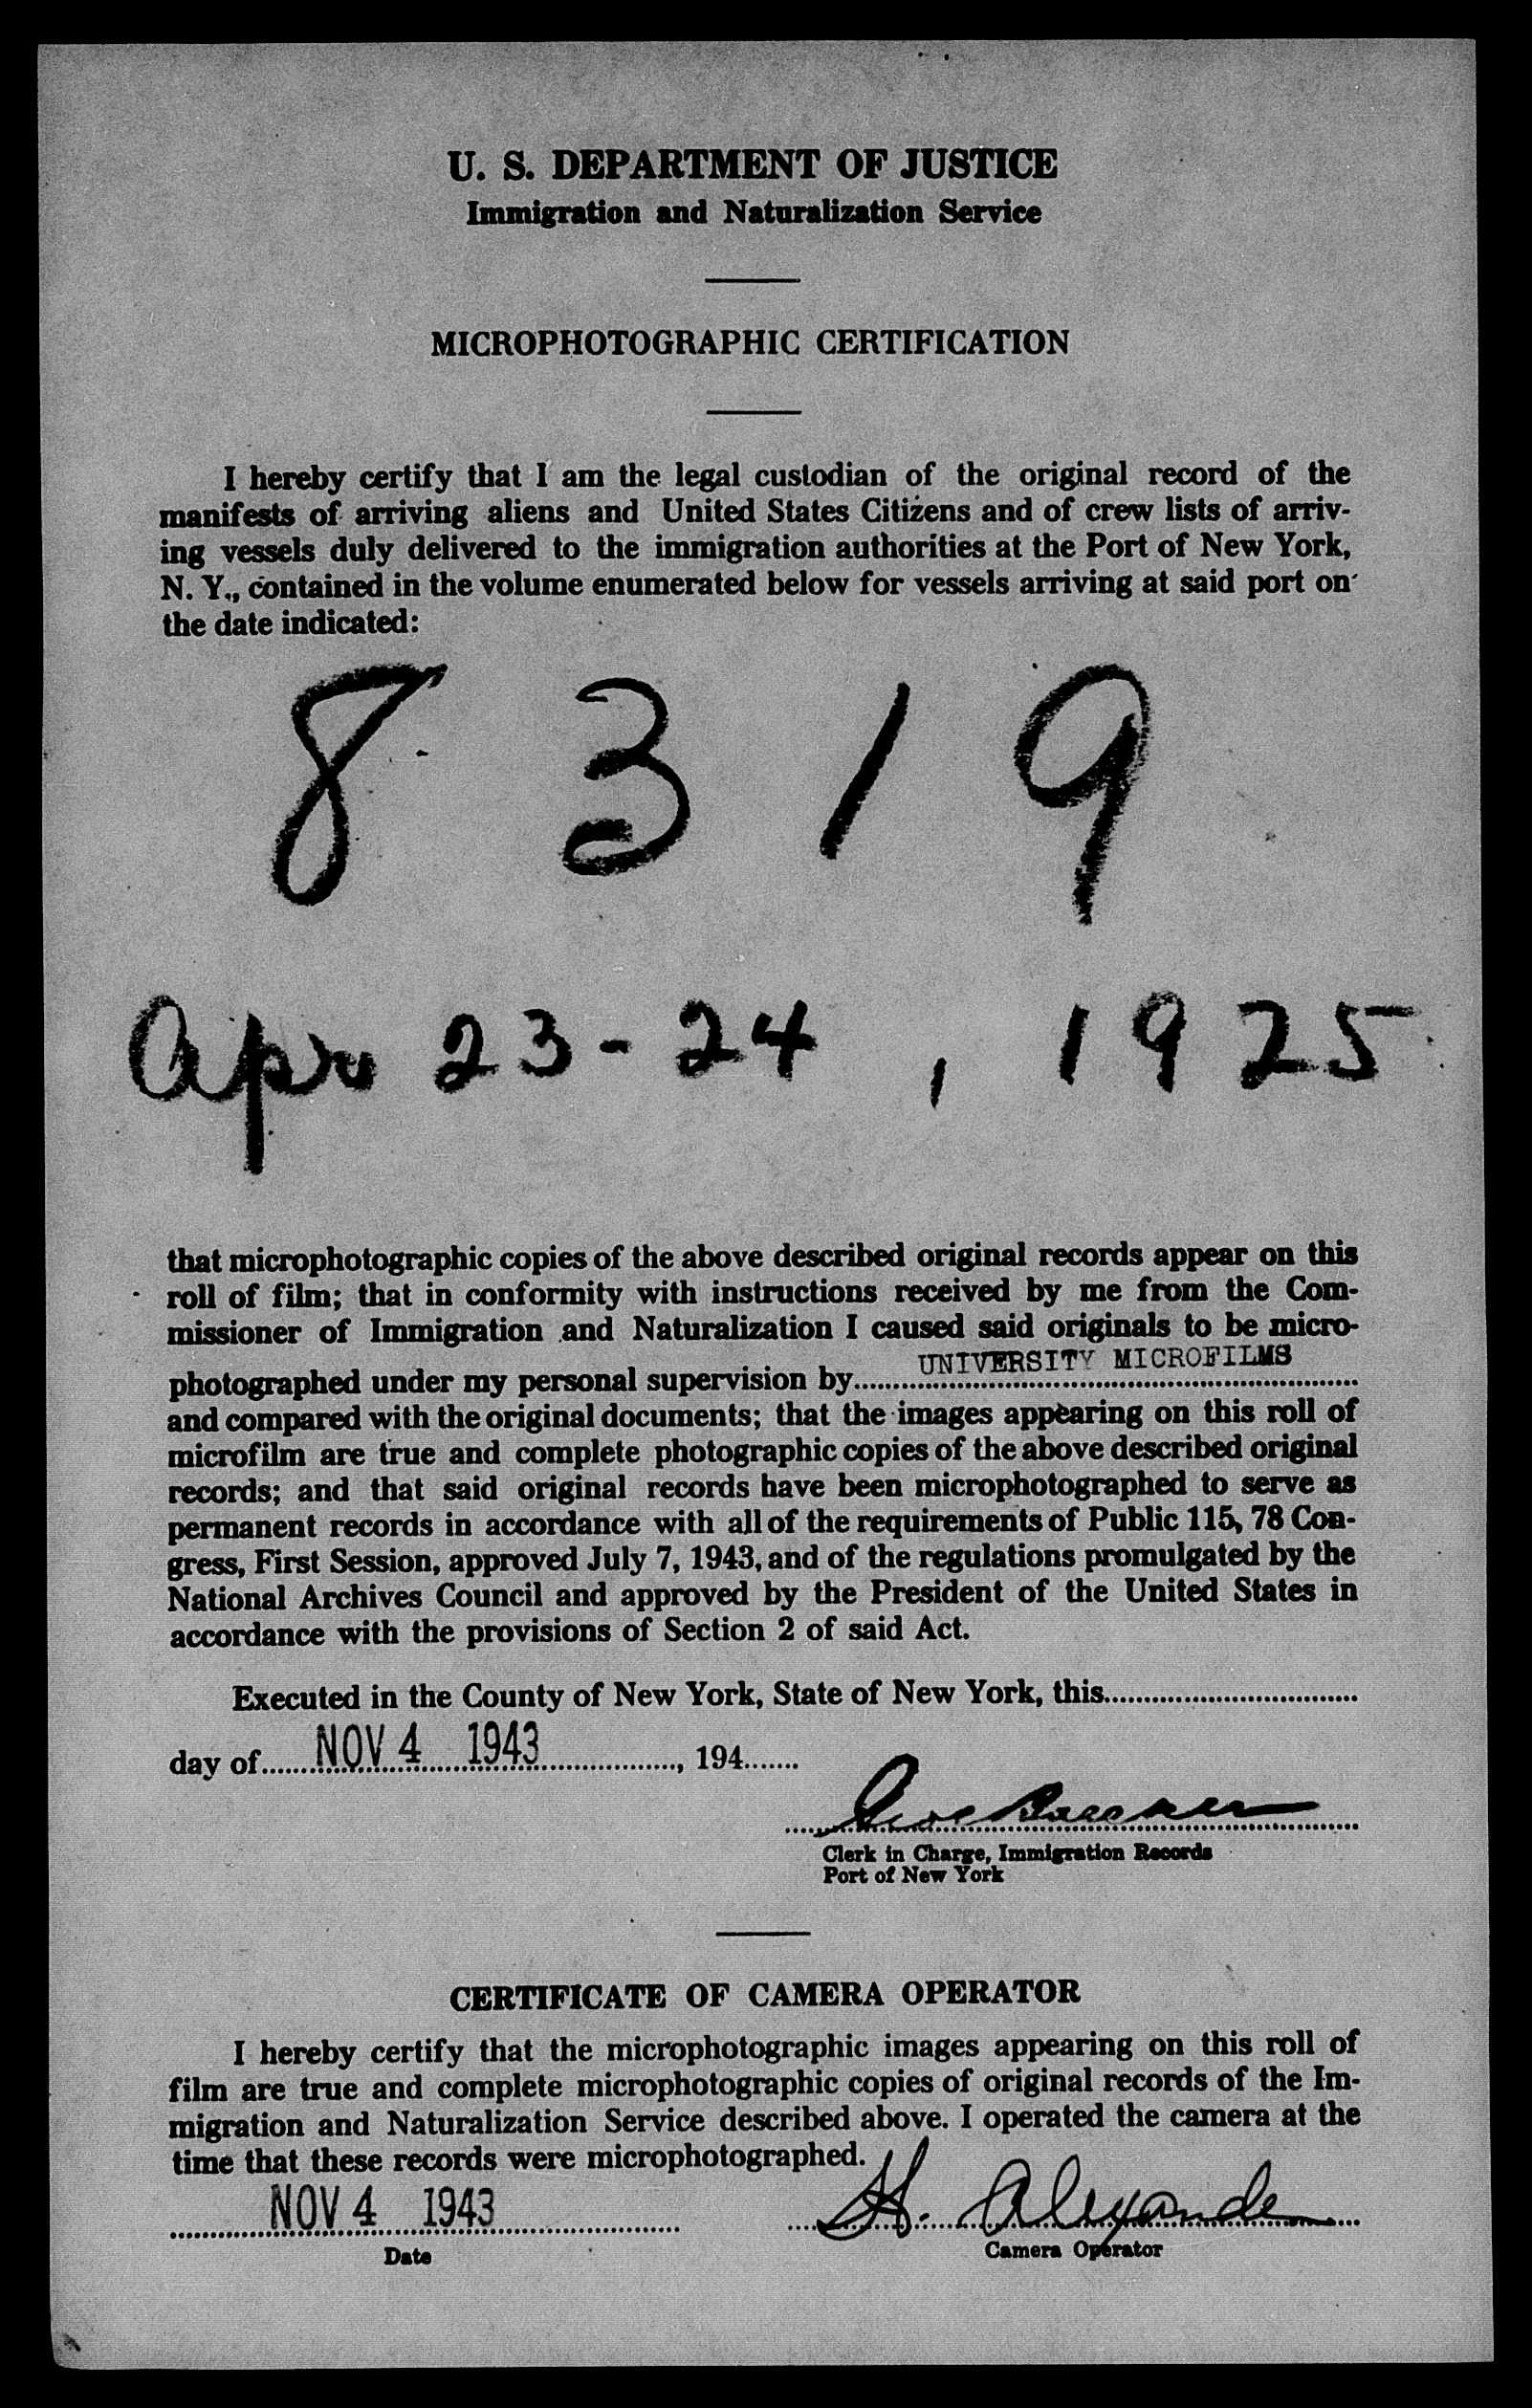 U. S. DEPARTMENT OF JUSTICE
Immigration and Naturalization Service
MICROPHOTOGRAPHIC CERTIFICATION
I hereby certify that I am the legal custodian of the original record of the
manifests of arriving aliens and United States Citizens and of crew lists of arriv-
ing vessels duly delivered to the immigration authorities at the Port of New York,
N. Y., contained in the volume enumerated below for vessels arriving at said port on
the date indicated:
8 3 1 9
Apr 23-24, 1925
that microphotographic copies of the above described original records appear on this
roll of film; that in conformity with instructions received by me from the Com-
missioner of Immigration and Naturalization I caused said originals to be micro-
photographed under my personal supervision by UNIVERSITY MICROFILMS
and compared with the original documents; that the images appearing on this roll of
microfilm are true and complete photographic copies of the above described original
records; and that said original records have been microphotographed to serve as
permanent records in accordance with all of the requirements of Public 115, 78 Con-
gress, First Session, approved July 7, 1943, and of the regulations promulgated by the
National Archives Council and approved by the President of the United States in
accordance with the provisions of Section 2 of said Act.
Executed in the County of New York, State of New York, this
day of NOV 4 1943, 194
Clerk in Charge, Immigration Records
Port of New York
CERTIFICATE OF CAMERA OPERATOR
I hereby certify that the microphotographic images appearing on this roll of
film are true and complete microphotographic copies of original records of the Im-
migration and Naturalization Service described above. I operated the camera at the
time that these records were microphotographed.
NOV 4 1943 H. Alexander
Date Camera Operator